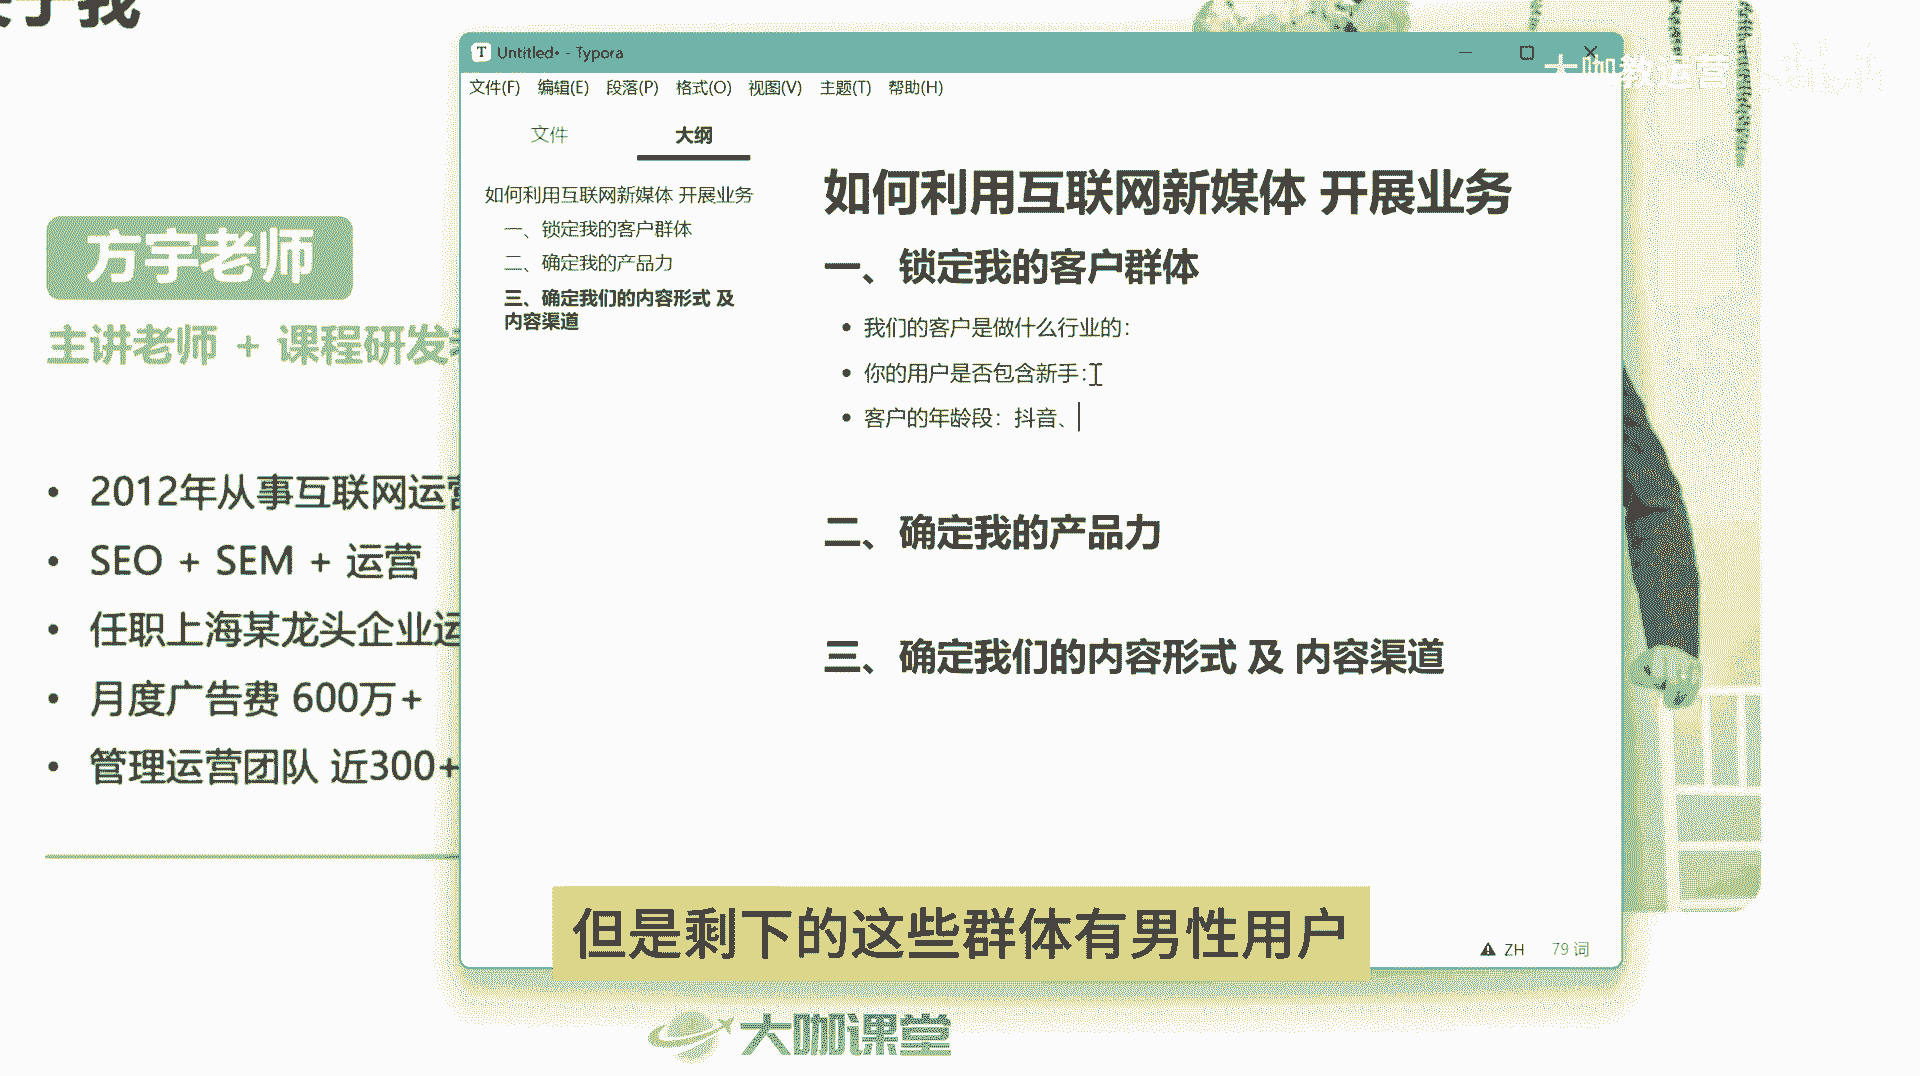 于我
方宇老师
主讲老师 + 课程研发
2012年从事互联网运营
SEO + SEM + 运营
任职上海某龙头企业运
月度广告费 600万+
管理运营团队 近300+
Untitled• - Typora
大咖教运营
文件(F) 编辑(E) 段落(P) 格式(O) 视图(V) 主题(T) 帮助(H)
文件 大纲
如何利用互联网新媒体 开展业务
一、锁定我的客户群体
二、确定我的产品力
三、确定我们的内容形式 及
内容渠道
如何利用互联网新媒体 开展业务
一、锁定我的客户群体
我们的客户是做什么行业的：
你的用户是否包含新手：
客户的年龄段：抖音、
二、确定我的产品力
三、确定我们的内容形式 及 内容渠道
但是剩下的这些群体有男性用户
ZH 79 词
大咖课堂